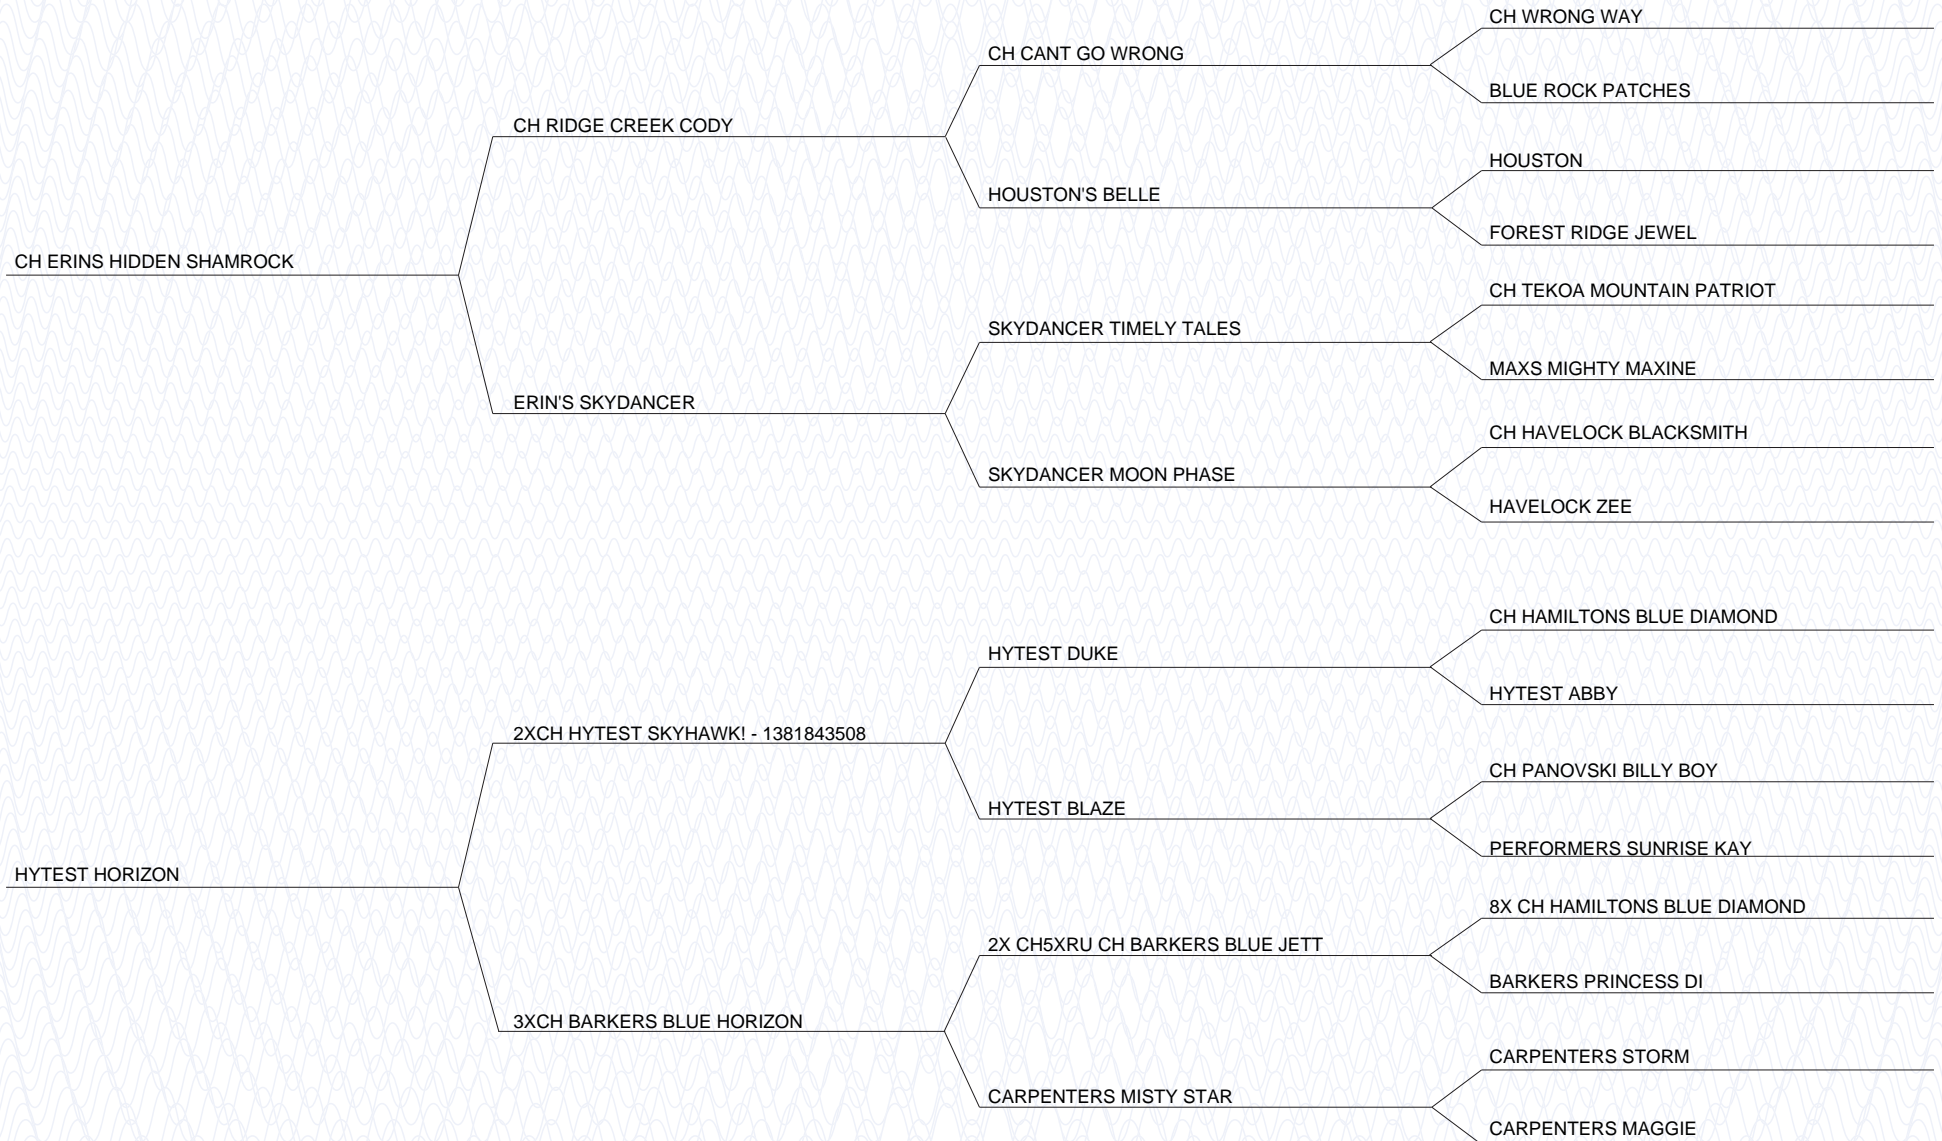 CH WRONG WAY
CH CANT GO WRONG
BLUE ROCK PATCHES
CH RIDGE CREEK CODY
HOUSTON
HOUSTON'S BELLE
FOREST RIDGE JEWEL
CH ERINS HIDDEN SHAMROCK
CH TEKOA MOUNTAIN PATRIOT
SKYDANCER TIMELY TALES
MAXS MIGHTY MAXINE
ERIN'S SKYDANCER
CH HAVELOCK BLACKSMITH
SKYDANCER MOON PHASE
HAVELOCK ZEE
CH HAMILTONS BLUE DIAMOND
HYTEST DUKE
HYTEST ABBY
2XCH HYTEST SKYHAWK! - 1381843508
CH PANOVSKI BILLY BOY
HYTEST BLAZE
PERFORMERS SUNRISE KAY
HYTEST HORIZON
8X CH HAMILTONS BLUE DIAMOND
2X CH5XRU CH BARKERS BLUE JETT
BARKERS PRINCESS DI
3XCH BARKERS BLUE HORIZON
CARPENTERS STORM
CARPENTERS MISTY STAR
CARPENTERS MAGGIE